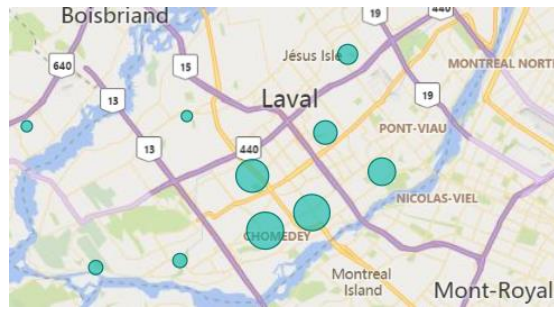 Boisbriand
440
19
Jésus Isle
640
15
MONTREAL NORTH
13
Laval
19
PONT-VIAU
13
440
NICOLAS-VIEL
CHOMEDEY
Montreal
Island
Mont-Royal